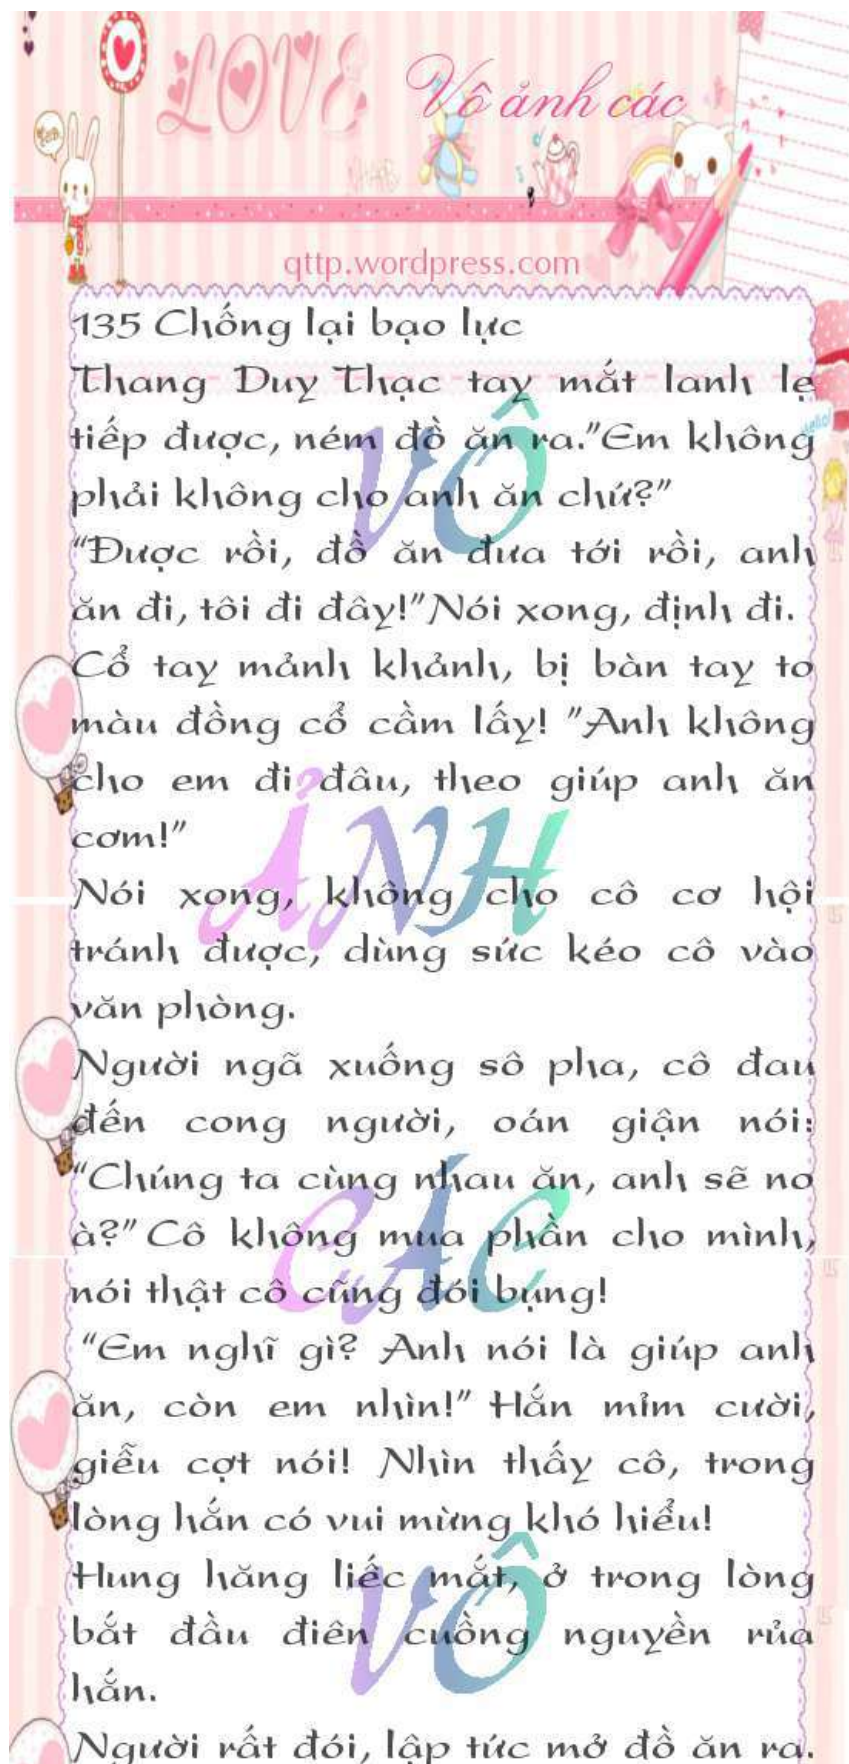 LOVE
Vô ảnh các
qttp.wordpress.com
135 Chống lại bạo lực
Thang Duy Thạc tay mắt lanh lẹ
tiếp được, ném đồ ăn ra."Em không
phải không cho anh ăn chứ?"
"Được rồi, đồ ăn đưa tới rồi, anh
ăn đi, tôi đi đây!"Nói xong, định đi.
Cổ tay mảnh khảnh, bị bàn tay to
màu đồng cổ cầm lấy! "Anh không
cho em đi đâu, theo giúp anh ăn
cơm!"
Nói xong, không cho cô cơ hội
tránh được, dùng sức kéo cô vào
văn phòng.
Người ngã xuống sô pha, cô đau
đến cong người, oán giận nói:
"Chúng ta cùng nhau ăn, anh sẽ no
à?" Cô không mua phần cho mình,
nói thật cô cũng đói bụng!
"Em nghĩ gì? Anh nói là giúp anh
ăn, còn em nhìn!" Hắn mỉm cười,
giễu cợt nói! Nhìn thấy cô, trong
lòng hắn có vui mừng khó hiểu!
Hung hăng liếc mắt, ở trong lòng
bắt đầu điên cuồng nguyền rủa
hắn.
Người rất đói, lập tức mở đồ ăn ra.
VÔ
ẢNH
CÁC
VÔ